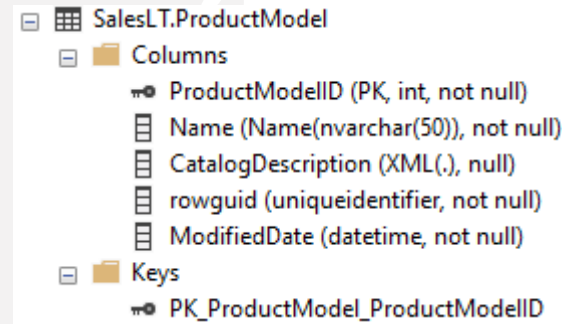 SalesLT.ProductModel
Columns
ProductModelID (PK, int, not null)
Name (Name(nvarchar(50)), not null)
CatalogDescription (XML(.), null)
rowguid (uniqueidentifier, not null)
ModifiedDate (datetime, not null)
Keys
PK_ProductModel_ProductModelID